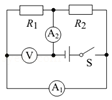 R₁ R₂
A₂
V S
A₁